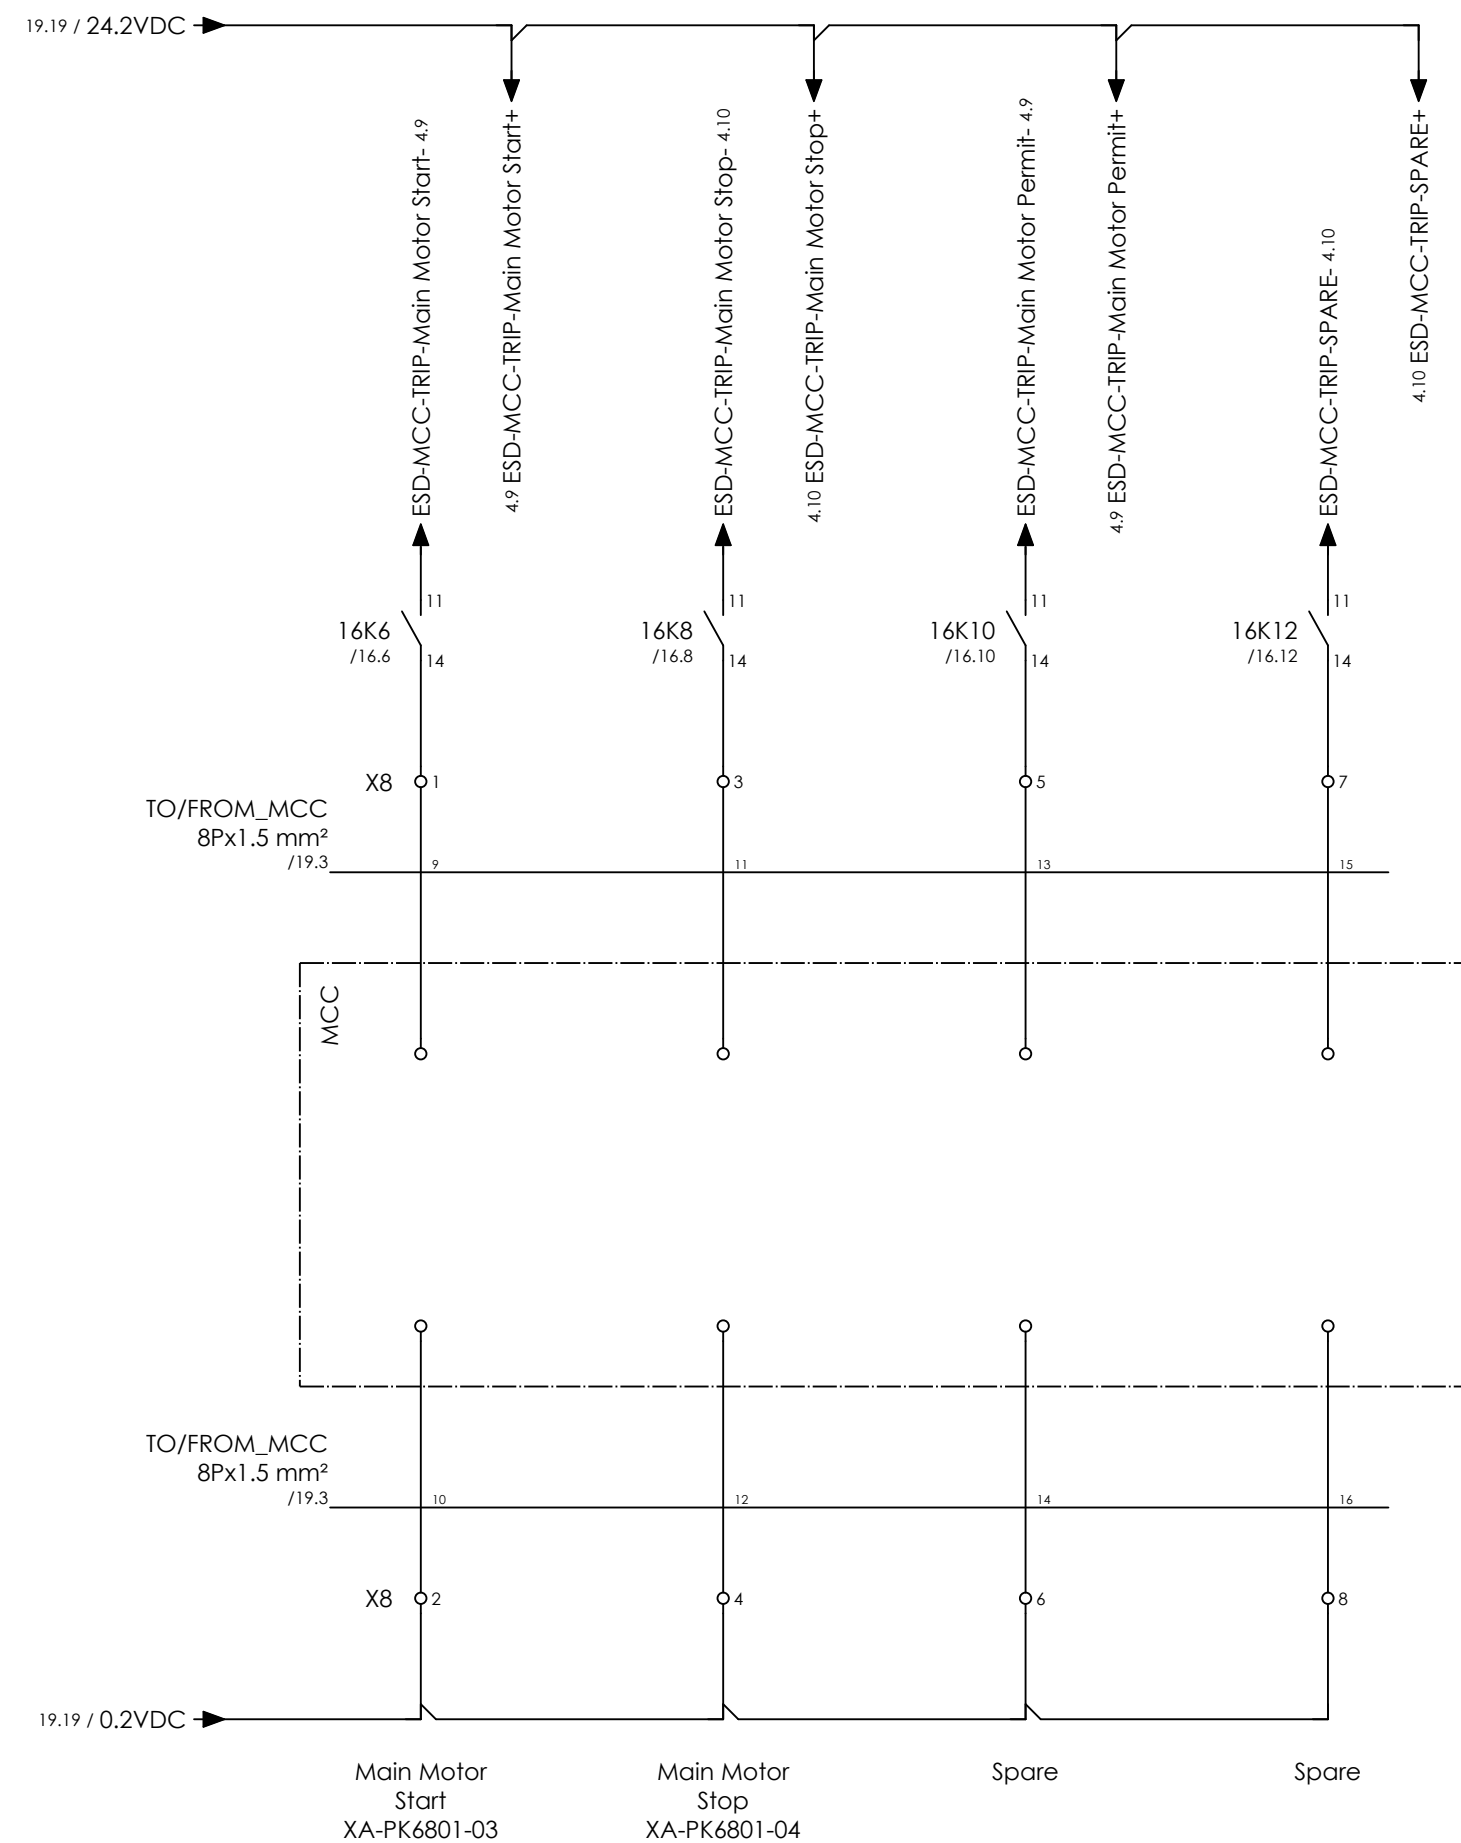 19.19 / 24.2VDC
ESD-MCC-TRIP-Main Motor Start- 4.9
4.9 ESD-MCC-TRIP-Main Motor Start+
ESD-MCC-TRIP-Main Motor Stop- 4.10
4.10 ESD-MCC-TRIP-Main Motor Stop+
ESD-MCC-TRIP-Main Motor Permit- 4.9
4.9 ESD-MCC-TRIP-Main Motor Permit+
ESD-MCC-TRIP-SPARE- 4.10
4.10 ESD-MCC-TRIP-SPARE+
11 11 11 11
16K6 16K8 16K10 16K12
/16.6 /16.8 /16.10 /16.12
14 14 14 14
X8 1 3 5 7
TO/FROM_MCC
8Px1.5 mm²
/19.3 9 11 13 15
MCC
TO/FROM_MCC
8Px1.5 mm²
/19.3 10 12 14 16
X8 2 4 6 8
19.19 / 0.2VDC
Main Motor
Start
XA-PK6801-03
Main Motor
Stop
XA-PK6801-04
Spare
Spare